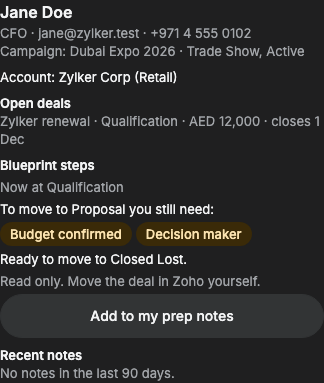 Jane Doe
CFO · jane@zylker.test · +971 4 555 0102
Campaign: Dubai Expo 2026 · Trade Show, Active
Account: Zylker Corp (Retail)
Open deals
Zylker renewal · Qualification · AED 12,000 · closes 1
Dec
Blueprint steps
Now at Qualification
To move to Proposal you still need:
Budget confirmed Decision maker
Ready to move to Closed Lost.
Read only. Move the deal in Zoho yourself.
Add to my prep notes
Recent notes
No notes in the last 90 days.